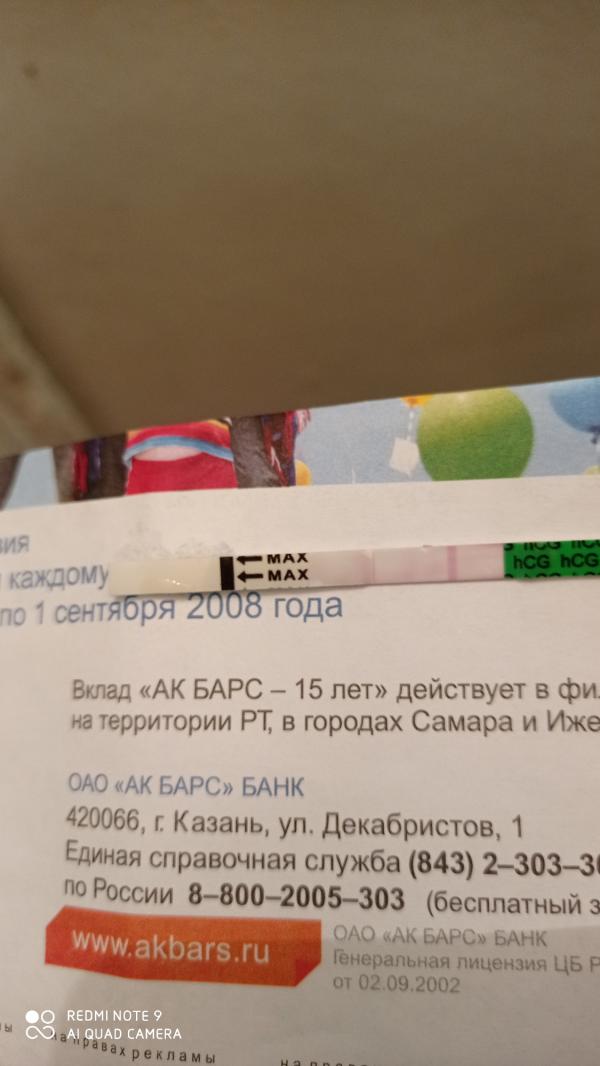 вия
каждому
по 1 сентября 2008 года
MAX
MAX
hCG hCG
hCG hCG
Вклад «АК БАРС – 15 лет» действует в
на территории РТ, в городах Самара и
ОАО «АК БАРС» БАНК
420066, г. Казань, ул. Декабристов, 1
Единая справочная служба (843) 2–303–3
по России 8–800–2005–303 (бесплатный
www.akbars.ru
ОАО «АК БАРС» БАНК
Генеральная лицензия ЦБ
от 02.09.2002
на правах рекламы
REDMI NOTE 9
AI QUAD CAMERA